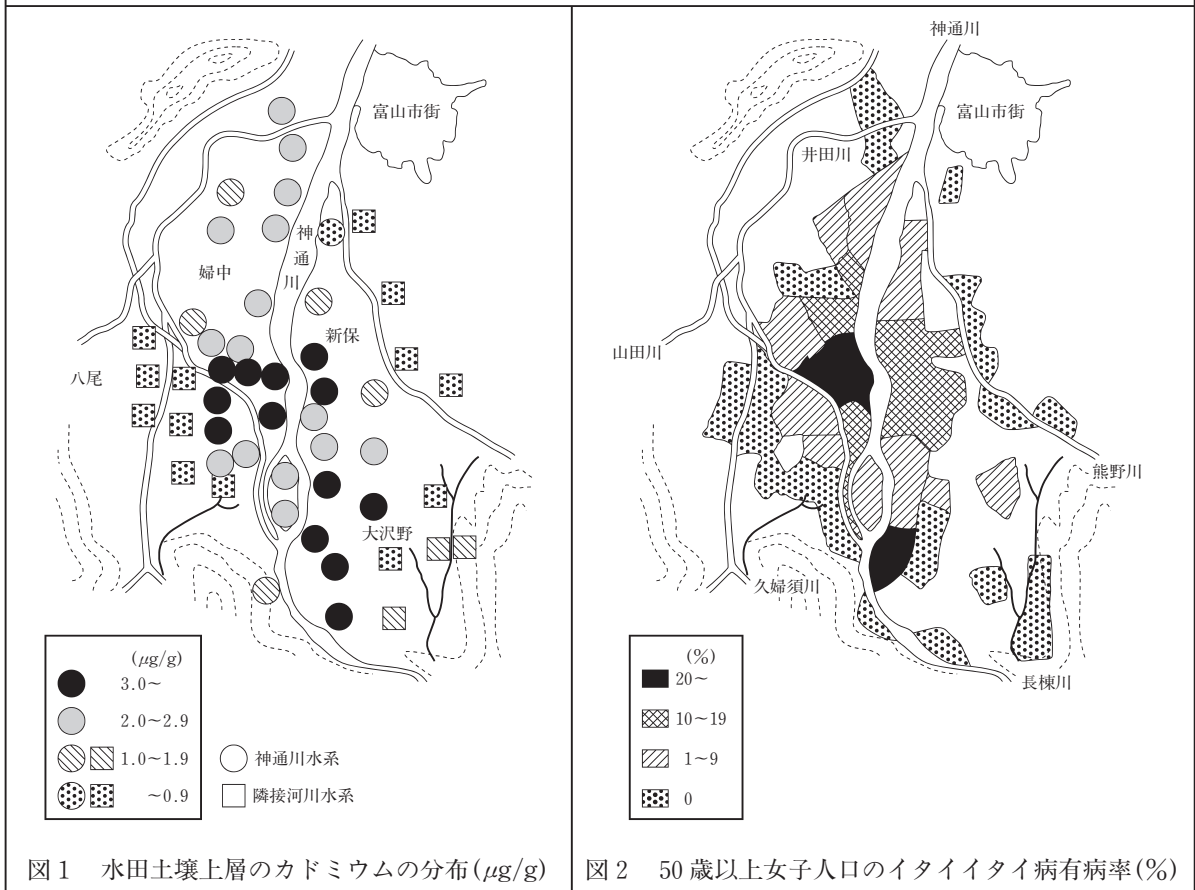 富山市街
神
通
川
婦中
新保
八尾
大沢野
(μg/g)
3.0~
2.0~2.9
1.0~1.9
~0.9
神通川水系
隣接河川水系
図1 水田土壌上層のカドミウムの分布(μg/g)
神通川
富山市街
井田川
山田川
熊野川
久婦須川
長棟川
(%)
20~
10~19
1~9
0
図2 50歳以上女子人口のイタイイタイ病有病率(%)